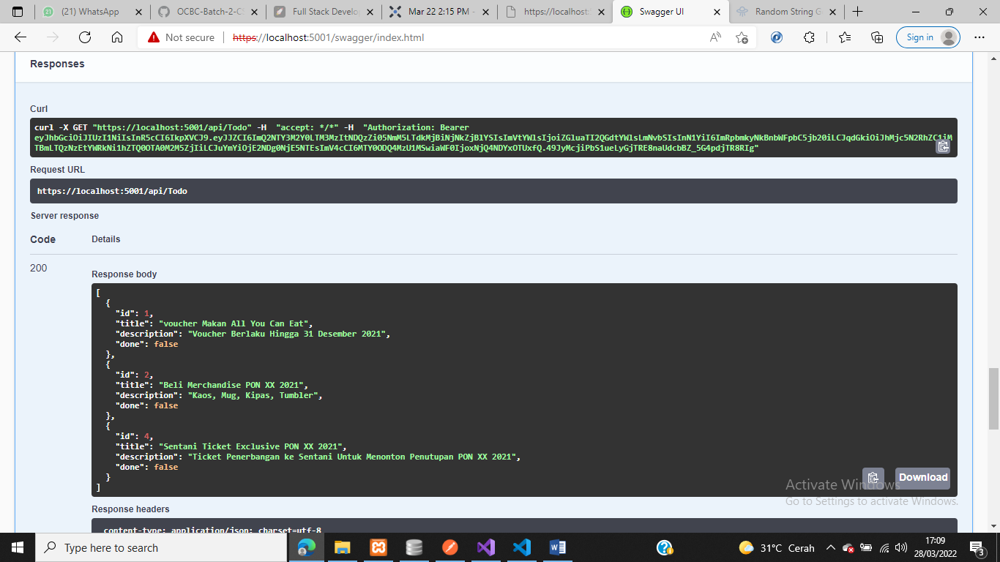 (21) WhatsApp
OCBC-Batch-2-CS
Full Stack Develo
Mar 22 2:15 PM -
https://localhost:
Swagger UI
Random String G
Not secure
https://localhost:5001/swagger/index.html
Sign in
Responses
Curl
curl -X GET "https://localhost:5001/api/Todo" -H  "accept: */*" -H  "Authorization: Bearer
Request URL
https://localhost:5001/api/Todo
Server response
Code
Details
200
Response body
[
{
"id": 1,
"title": "voucher Makan All You Can Eat",
"description": "Voucher Berlaku Hingga 31 Desember 2021",
"done": false
},
{
"id": 2,
"title": "Beli Merchandise PON XX 2021",
"description": "Kaos, Mug, Kipas, Tumbler",
"done": false
},
{
"id": 4,
"title": "Sentani Ticket Exclusive PON XX 2021",
"description": "Ticket Penerbangan ke Sentani Untuk Menonton Penutupan PON XX 2021",
"done": false
}
]
Download
Activate Windows
Go to Settings to activate Windows.
Response headers
content-type: application/json; charset=utf-8
Type here to search
31°C Cerah
17:09
28/03/2022
3